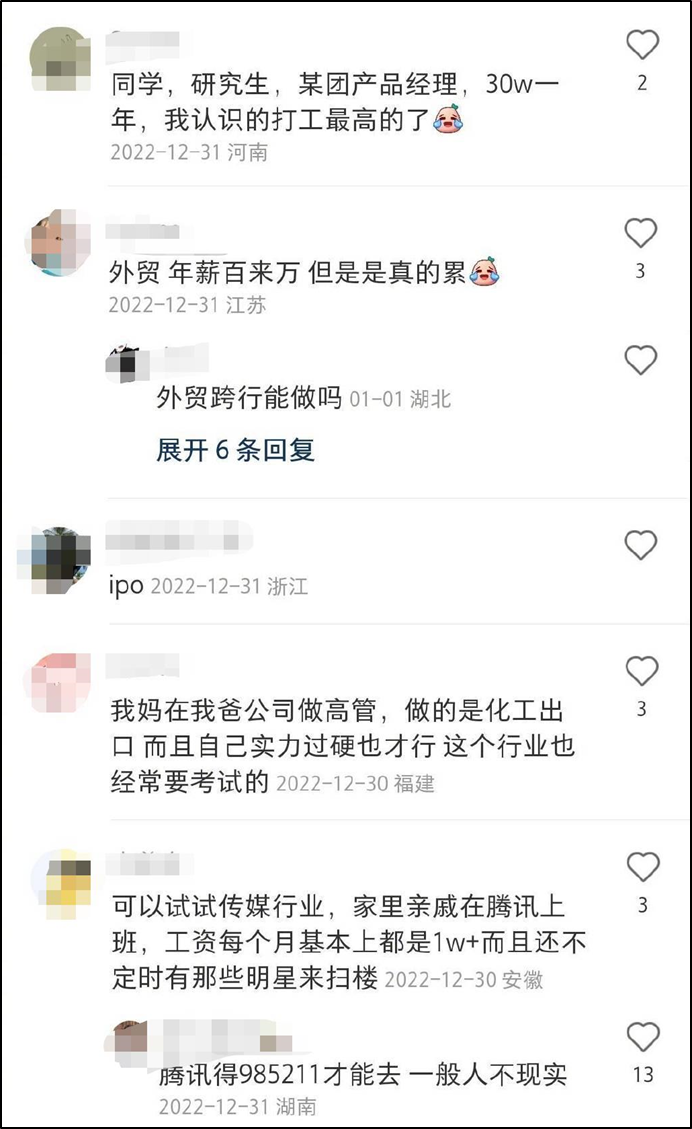 2
同学，研究生，某团产品经理，30w一
年，我认识的打工最高的了
2022-12-31 河南
3
外贸 年薪百来万 但是是真的累
2022-12-31 江苏
外贸跨行能做吗 01-01 湖北
展开 6 条回复
ipo 2022-12-31 浙江
3
我妈在我爸公司做高管，做的是化工出
口 而且自己实力过硬也才行 这个行业也
经常要考试的 2022-12-30 福建
3
可以试试传媒行业，家里亲戚在腾讯上
班，工资每个月基本上都是1w+而且还不
定时有那些明星来扫楼 2022-12-30 安徽
腾讯得985211才能去 一般人不现实
13
2022-12-31 湖南